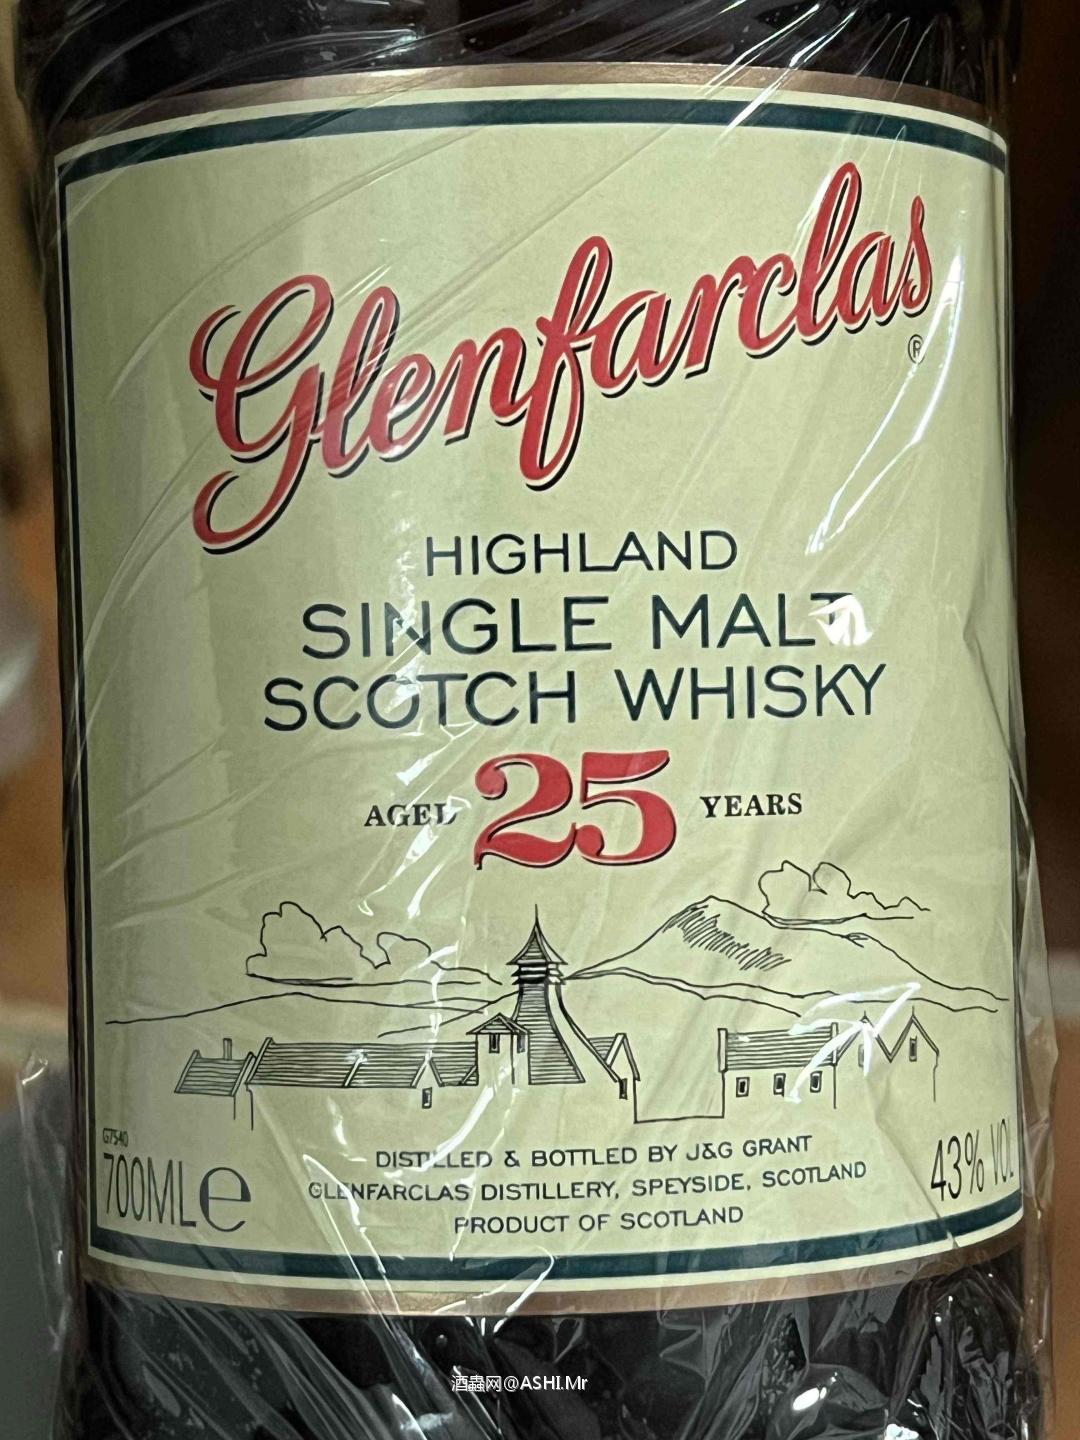 Glenfarclas
®
HIGHLAND
SINGLE MALT
SCOTCH WHISKY
AGED 25 YEARS
G7540
700ML e
DISTILLED & BOTTLED BY J&G GRANT
GLENFARCLAS DISTILLERY, SPEYSIDE, SCOTLAND
PRODUCT OF SCOTLAND
43% VOL
酒蟲网@ASHI.Mr